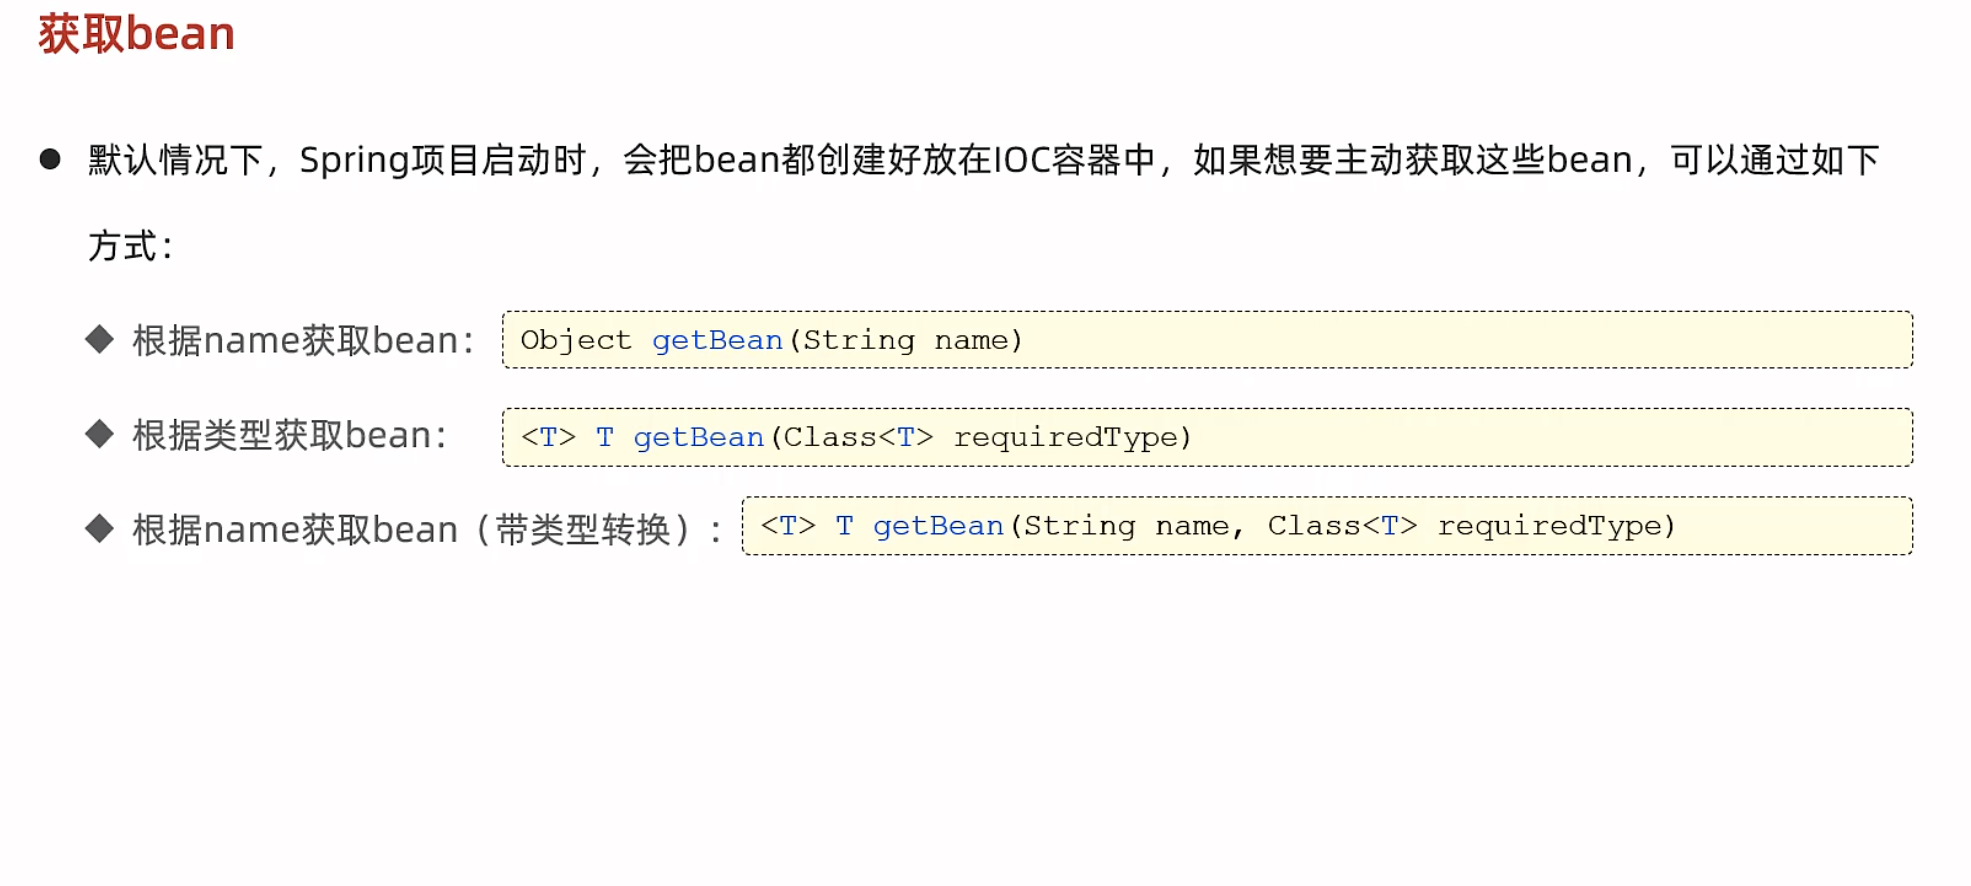 获取bean
● 默认情况下，Spring项目启动时，会把bean都创建好放在IOC容器中，如果想要主动获取这些bean，可以通过如下
方式：
◆ 根据name获取bean： Object getBean(String name)
◆ 根据类型获取bean： <T> T getBean(Class<T> requiredType)
◆ 根据name获取bean（带类型转换）： <T> T getBean(String name, Class<T> requiredType)